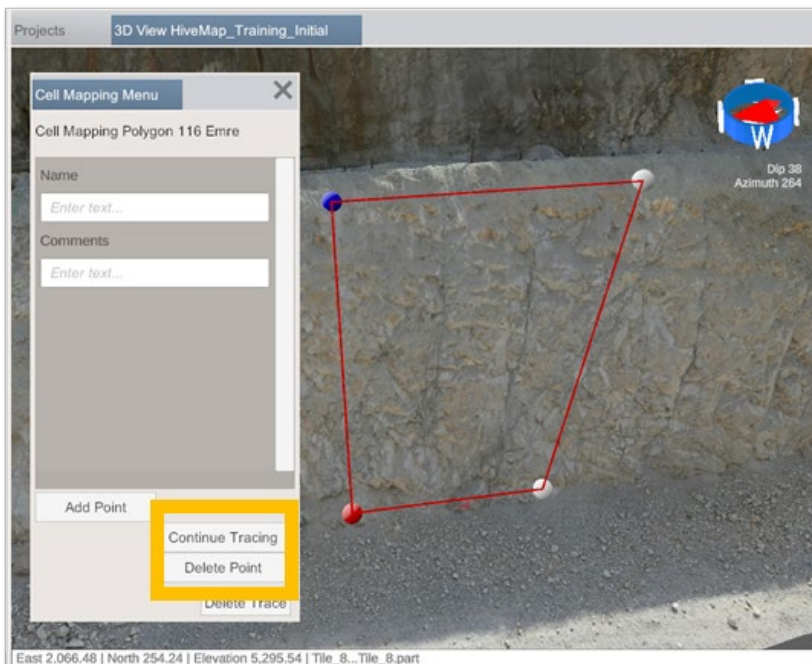 Projects
3D View HiveMap_Training_Initial
Cell Mapping Menu
Cell Mapping Polygon 116 Emre
Name
Enter text...
Comments
Enter text...
Add Point
Continue Tracing
Delete Point
Delete Trace
W
Dip 38
Azimuth 264
East 2,066.48 | North 254.24 | Elevation 5,295.54 | Tile_8...Tile_8.part